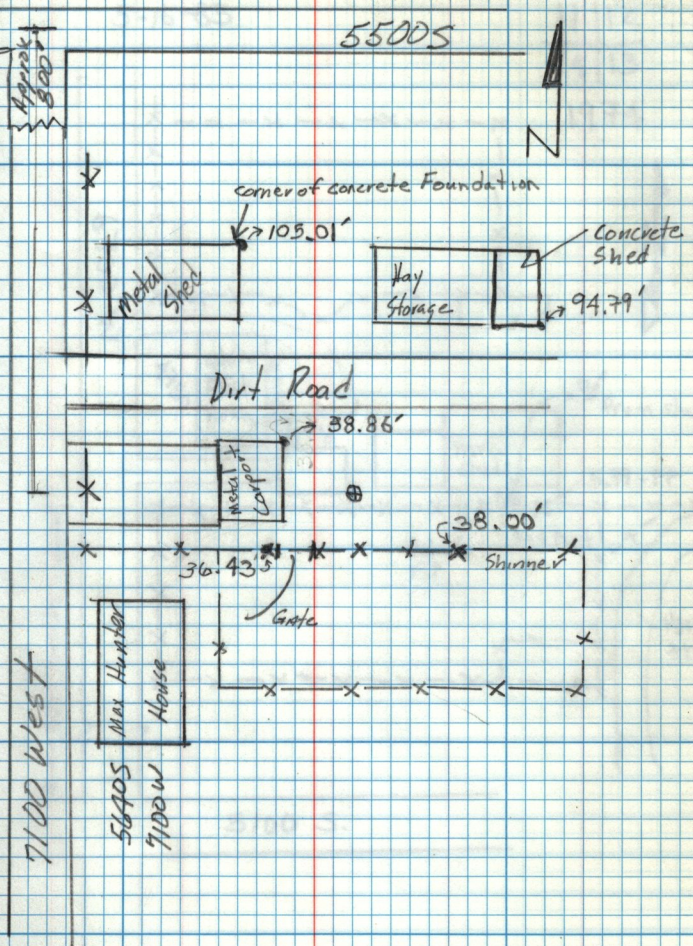 5500S
Approx
800'
N
corner of concrete Foundation
105.01'
Concrete
Shed
Metal
Shed
Hay
Storage
94.79'
Dirt Road
38.86'
Metal
Carport
38.00'
36.43'
Shinner
Gate
Max Hunter
House
5640S
7100W
7100 West